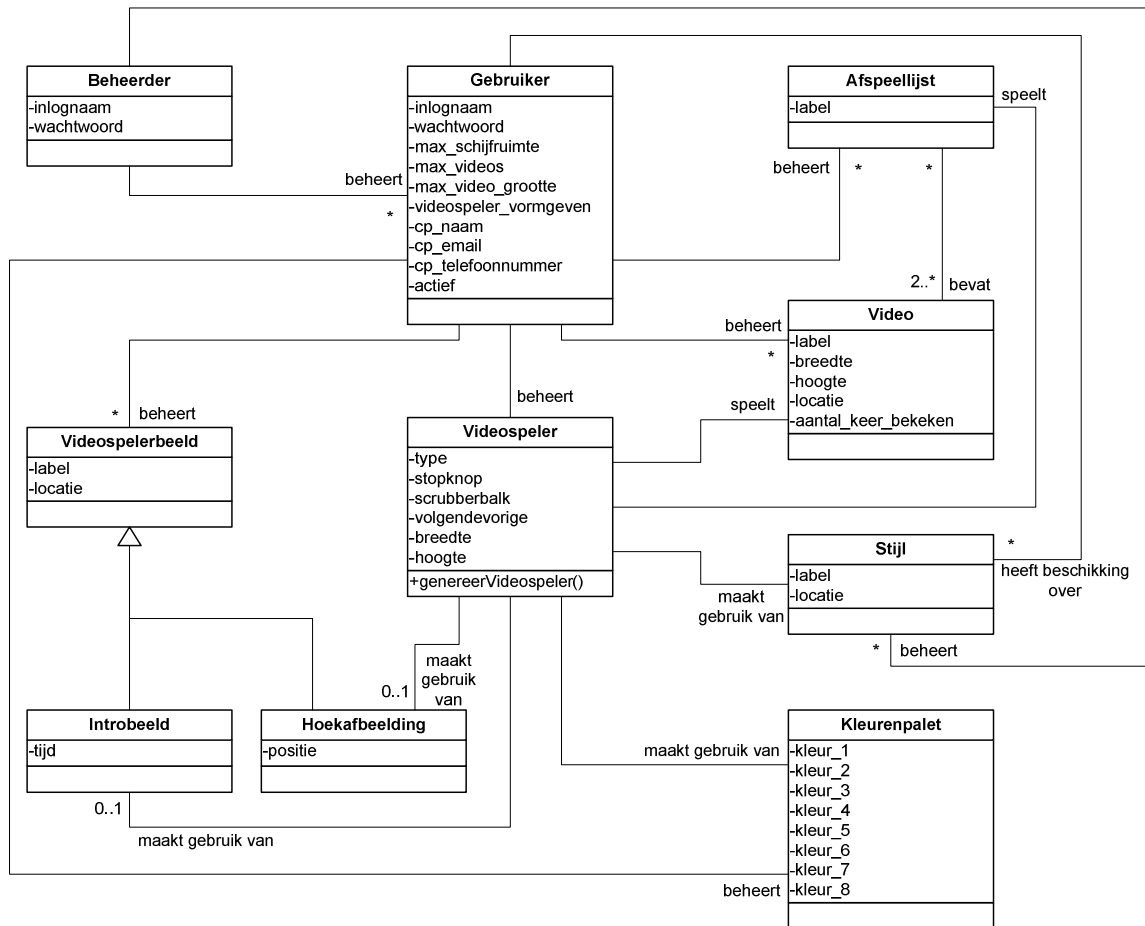 Beheerder
-inlognaam
-wachtwoord
Gebruiker
-inlognaam
-wachtwoord
-max_schijfruimte
-max_videos
-max_video_grootte
-videospeler_vormgeven
-cp_naam
-cp_email
-cp_telefoonnummer
-actief
Afspeellijst
-label
speelt
beheert
*
beheert
*
*
2..*
bevat
Video
-label
-breedte
-hoogte
-locatie
-aantal_keer_bekeken
beheert
*
speelt
beheert
*
beheert
Videospelerbeeld
-label
-locatie
Videospeler
-type
-stopknop
-scrubberbalk
-volgendevorige
-breedte
-hoogte
+genereerVideospeler()
Stijl
-label
-locatie
*
heeft beschikking
over
maakt
gebruik van
*
beheert
maakt
gebruik
van
0..1
Introbeeld
-tijd
Hoekafbeelding
-positie
0..1
maakt gebruik van
maakt gebruik van
Kleurenpalet
-kleur_1
-kleur_2
-kleur_3
-kleur_4
-kleur_5
-kleur_6
-kleur_7
-kleur_8
beheert